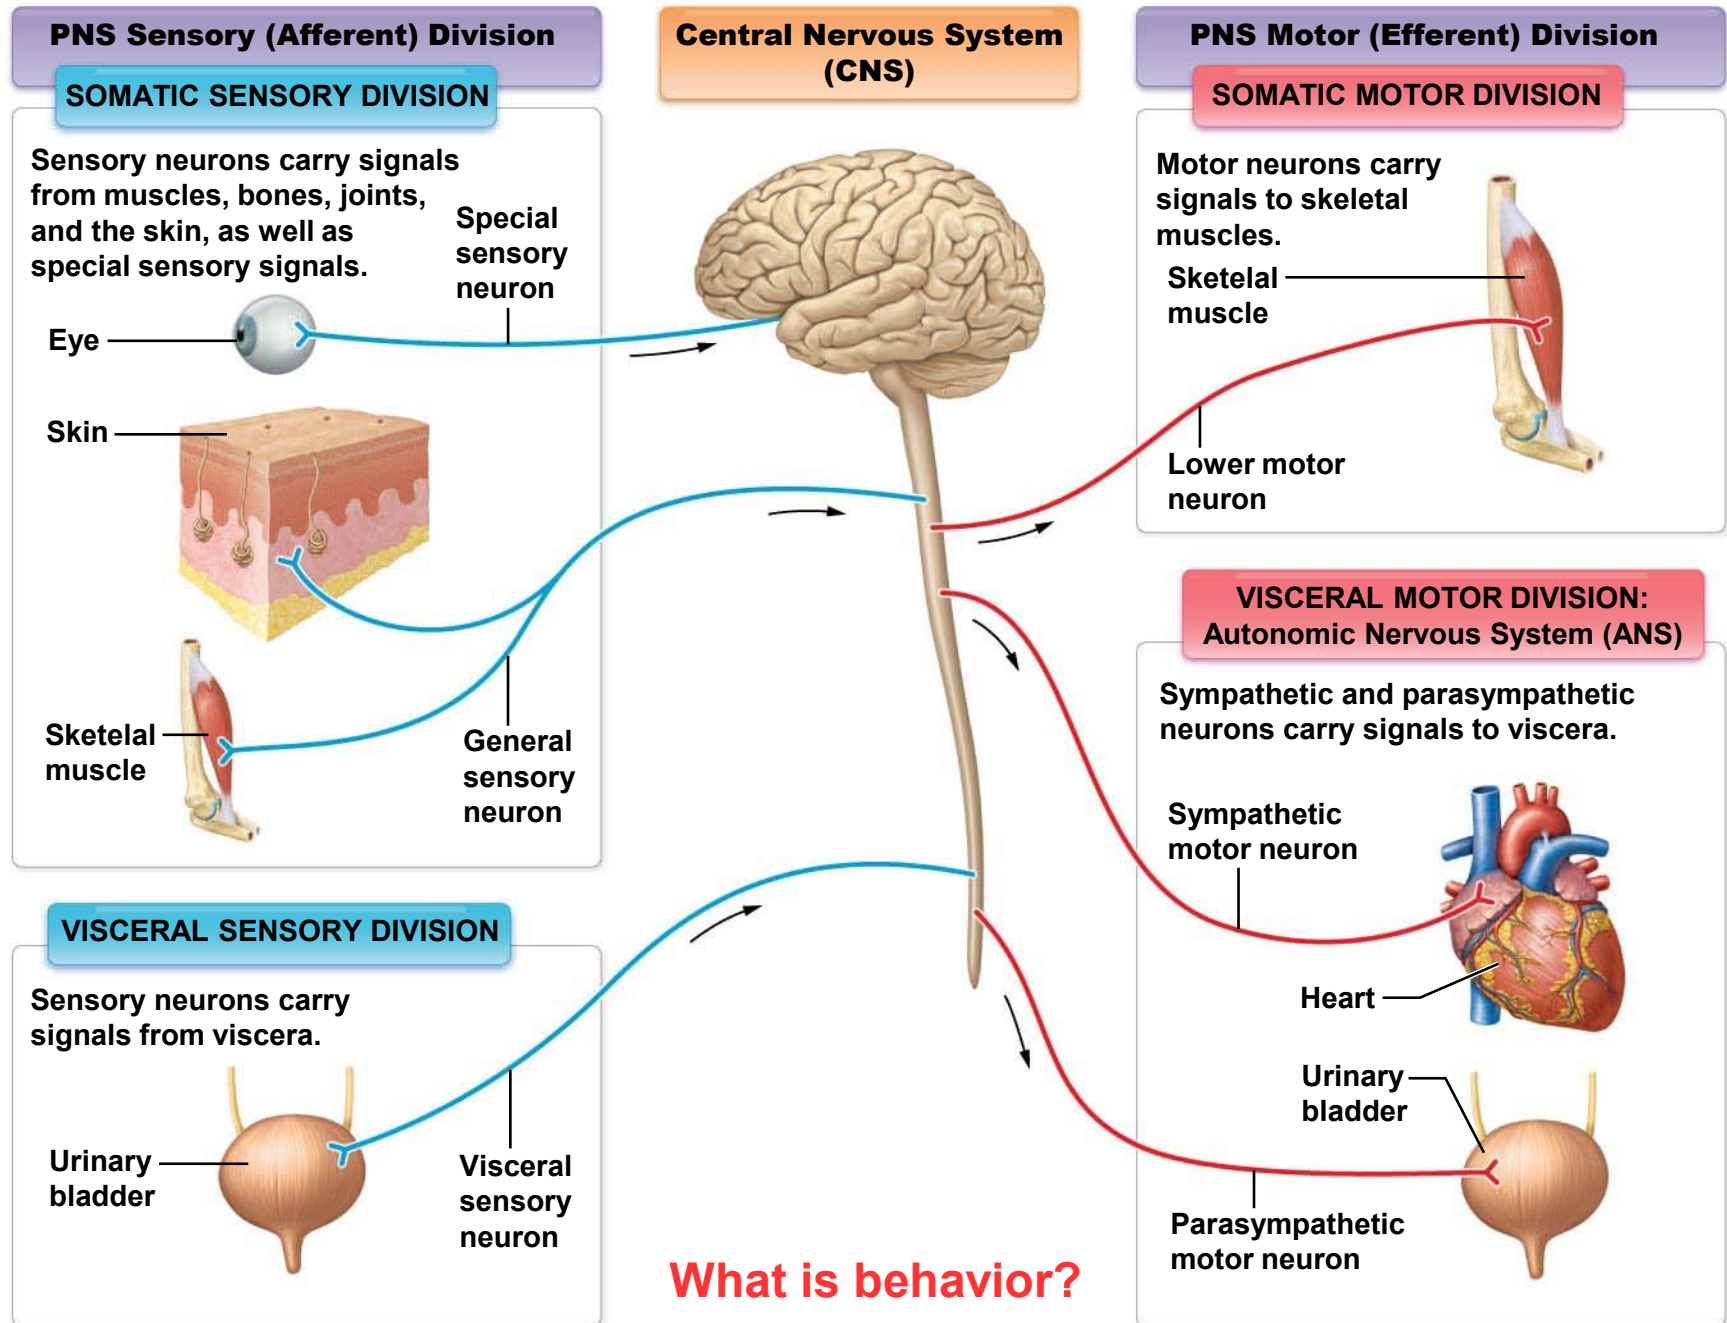 PNS Sensory (Afferent) Division
SOMATIC SENSORY DIVISION
Sensory neurons carry signals
from muscles, bones, joints,
and the skin, as well as
special sensory signals.
Special
sensory
neuron
Eye
Skin
Sketelal
muscle
General
sensory
neuron
VISCERAL SENSORY DIVISION
Sensory neurons carry
signals from viscera.
Urinary
bladder
Visceral
sensory
neuron
Central Nervous System
(CNS)
What is behavior?
PNS Motor (Efferent) Division
SOMATIC MOTOR DIVISION
Motor neurons carry
signals to skeletal
muscles.
Sketelal
muscle
Lower motor
neuron
VISCERAL MOTOR DIVISION:
Autonomic Nervous System (ANS)
Sympathetic and parasympathetic
neurons carry signals to viscera.
Sympathetic
motor neuron
Heart
Urinary
bladder
Parasympathetic
motor neuron